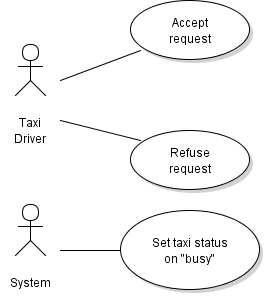 Accept
request
Taxi
Driver
Refuse
request
Set taxi status
on "busy"
System